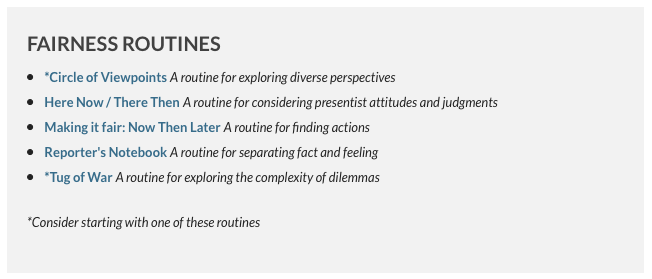 FAIRNESS ROUTINES
• *Circle of Viewpoints A routine for exploring diverse perspectives
• Here Now / There Then A routine for considering presentist attitudes and judgments
• Making it fair: Now Then Later A routine for finding actions
• Reporter's Notebook A routine for separating fact and feeling
• *Tug of War A routine for exploring the complexity of dilemmas
*Consider starting with one of these routines